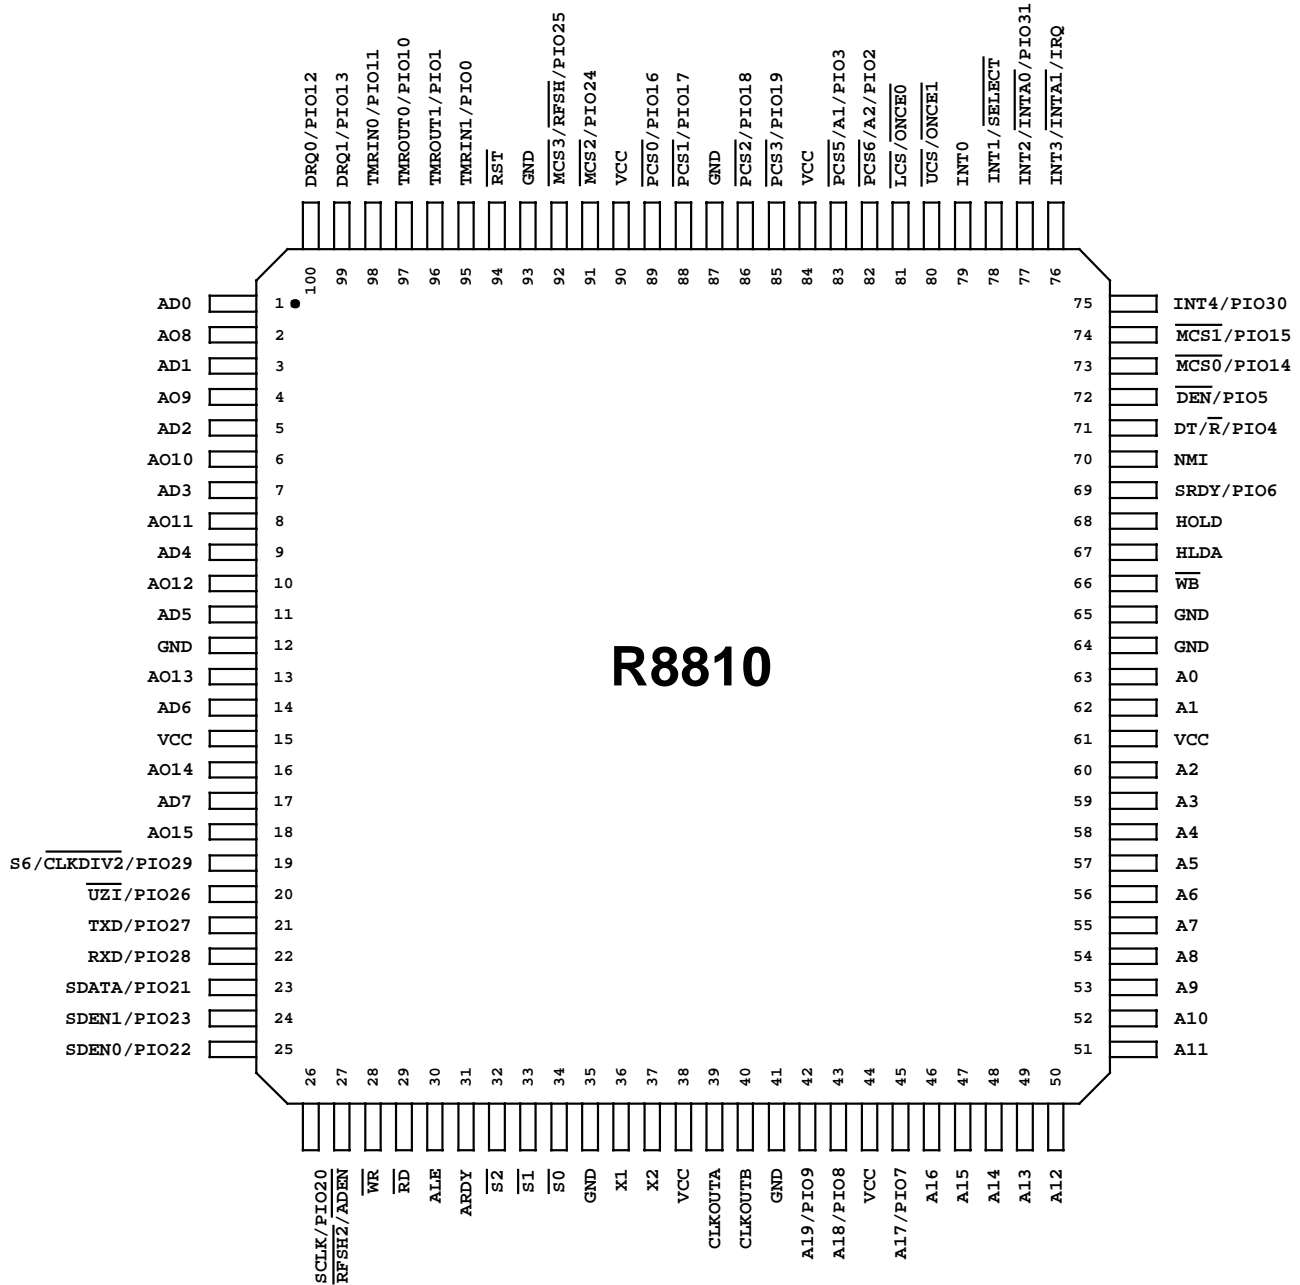 DRQ0/PIO12
DRQ1/PIO13
TMRIN0/PIO11
TMROUT0/PIO10
TMROUT1/PIO1
TMRIN1/PIO0
RST
GND
MCS3/RFSH/PIO25
MCS2/PIO24
VCC
PCS0/PIO16
PCS1/PIO17
GND
PCS2/PIO18
PCS3/PIO19
VCC
PCS5/A1/PIO3
PCS6/A2/PIO2
LCS/ONCE0
UCS/ONCE1
INT0
INT1/SELECT
INT2/INTA0/PIO31
INT3/INTA1/IRQ
100
99
98
97
96
95
94
93
92
91
90
89
88
87
86
85
84
83
82
81
80
79
78
77
76
AD0 1
AO8 2
AD1 3
AO9 4
AD2 5
AO10 6
AD3 7
AO11 8
AD4 9
AO12 10
AD5 11
GND 12
AO13 13
AD6 14
VCC 15
AO14 16
AD7 17
AO15 18
S6/CLKDIV2/PIO29 19
UZI/PIO26 20
TXD/PIO27 21
RXD/PIO28 22
SDATA/PIO21 23
SDEN1/PIO23 24
SDEN0/PIO22 25
R8810
75 INT4/PIO30
74 MCS1/PIO15
73 MCS0/PIO14
72 DEN/PIO5
71 DT/R/PIO4
70 NMI
69 SRDY/PIO6
68 HOLD
67 HLDA
66 WB
65 GND
64 GND
63 A0
62 A1
61 VCC
60 A2
59 A3
58 A4
57 A5
56 A6
55 A7
54 A8
53 A9
52 A10
51 A11
26
27
28
29
30
31
32
33
34
35
36
37
38
39
40
41
42
43
44
45
46
47
48
49
50
SCLK/PIO20
RFSH2/ADEN
WR
RD
ALE
ARDY
S2
S1
S0
GND
X1
X2
VCC
CLKOUTA
CLKOUTB
GND
A19/PIO9
A18/PIO8
VCC
A17/PIO7
A16
A15
A14
A13
A12